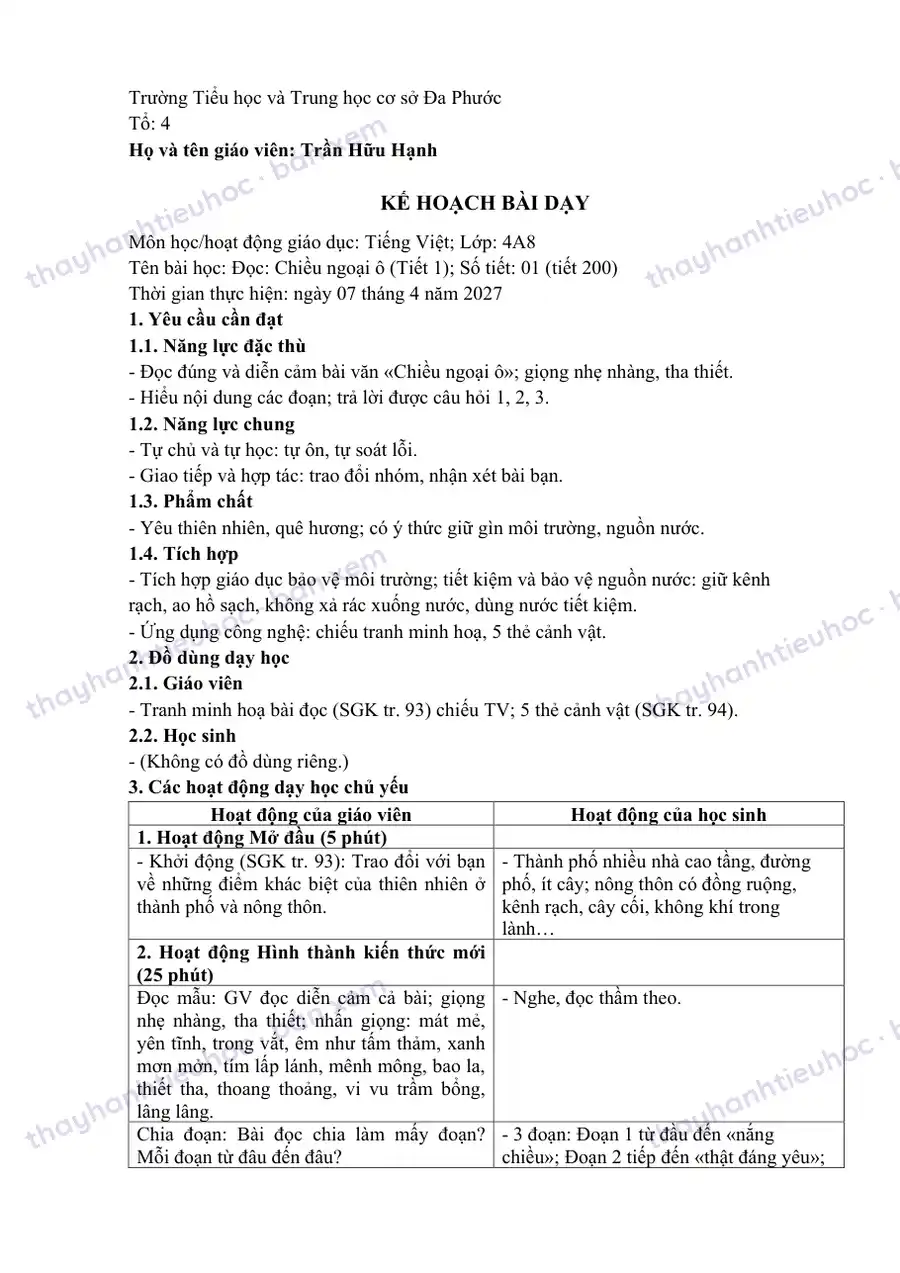 Trường Tiểu học và Trung học cơ sở Đa Phước
Tổ: 4
Họ và tên giáo viên: Trần Hữu Hạnh
KẾ HOẠCH BÀI DẠY
Môn học/hoạt động giáo dục: Tiếng Việt; Lớp: 4A8
Tên bài học: Đọc: Chiều ngoại ô (Tiết 1); Số tiết: 01 (tiết 200)
Thời gian thực hiện: ngày 07 tháng 4 năm 2027
1. Yêu cầu cần đạt
1.1. Năng lực đặc thù
- Đọc đúng và diễn cảm bài văn «Chiều ngoại ô»; giọng nhẹ nhàng, tha thiết.
- Hiểu nội dung các đoạn; trả lời được câu hỏi 1, 2, 3.
1.2. Năng lực chung
- Tự chủ và tự học: tự ôn, tự soát lỗi.
- Giao tiếp và hợp tác: trao đổi nhóm, nhận xét bài bạn.
1.3. Phẩm chất
- Yêu thiên nhiên, quê hương; có ý thức giữ gìn môi trường, nguồn nước.
1.4. Tích hợp
- Tích hợp giáo dục bảo vệ môi trường; tiết kiệm và bảo vệ nguồn nước: giữ kênh
rạch, ao hồ sạch, không xả rác xuống nước, dùng nước tiết kiệm.
- Ứng dụng công nghệ: chiếu tranh minh hoạ, 5 thẻ cảnh vật.
2. Đồ dùng dạy học
2.1. Giáo viên
- Tranh minh hoạ bài đọc (SGK tr. 93) chiếu TV; 5 thẻ cảnh vật (SGK tr. 94).
2.2. Học sinh
- (Không có đồ dùng riêng.)
3. Các hoạt động dạy học chủ yếu
Hoạt động của giáo viên
Hoạt động của học sinh
1. Hoạt động Mở đầu (5 phút)
- Khởi động (SGK tr. 93): Trao đổi với bạn
về những điểm khác biệt của thiên nhiên ở
thành phố và nông thôn.
- Thành phố nhiều nhà cao tầng, đường
phố, ít cây; nông thôn có đồng ruộng,
kênh rạch, cây cối, không khí trong
lành…
2. Hoạt động Hình thành kiến thức mới
(25 phút)
Đọc mẫu: GV đọc diễn cảm cả bài; giọng
nhẹ nhàng, tha thiết; nhấn giọng: mát mẻ,
yên tĩnh, trong vắt, êm như tấm thảm, xanh
mơn mởn, tím lấp lánh, mênh mông, bao la,
thiết tha, thoang thoảng, vi vu trầm bổng,
lâng lâng.
- Nghe, đọc thầm theo.
Chia đoạn: Bài đọc chia làm mấy đoạn?
Mỗi đoạn từ đâu đến đâu?
- 3 đoạn: Đoạn 1 từ đầu đến «nắng
chiều»; Đoạn 2 tiếp đến «thật đáng yêu»;
thayhanhtieuhoc · bản xem
thayhanhtieuhoc · b
thayhanhtieuhoc · bản xem
thayhanhtieuhoc · b
thayhanhtieuhoc · bản xem
thayhanhtieuhoc · b